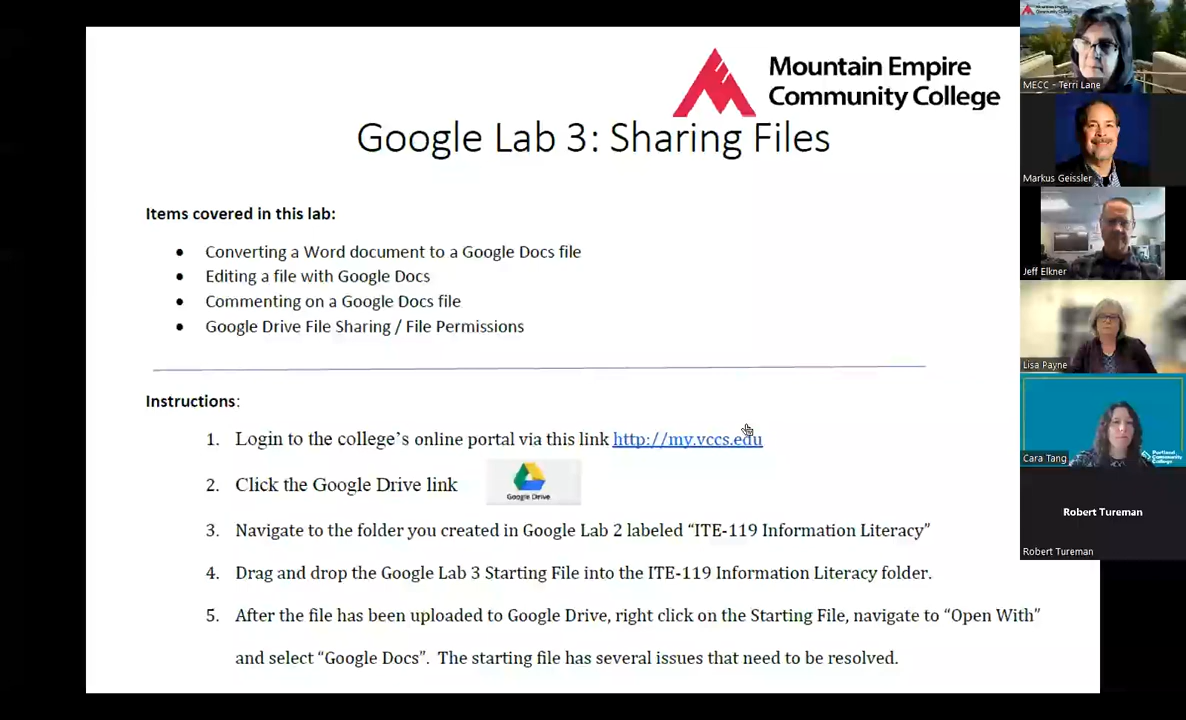 Mountain Empire
Community College
Google Lab 3: Sharing Files
Items covered in this lab:
• Converting a Word document to a Google Docs file
• Editing a file with Google Docs
• Commenting on a Google Docs file
• Google Drive File Sharing / File Permissions
Instructions:
1. Login to the college’s online portal via this link http://my.vccs.edu
2. Click the Google Drive link
Google Drive
3. Navigate to the folder you created in Google Lab 2 labeled “ITE-119 Information Literacy”
4. Drag and drop the Google Lab 3 Starting File into the ITE-119 Information Literacy folder.
5. After the file has been uploaded to Google Drive, right click on the Starting File, navigate to “Open With”
and select “Google Docs”. The starting file has several issues that need to be resolved.
Mountain Empire
Community College
MECC - Terri Lane
Markus Geissler
Jeff Elkner
Lisa Payne
Portland
Community
College
Cara Tang
Robert Tureman
Robert Tureman